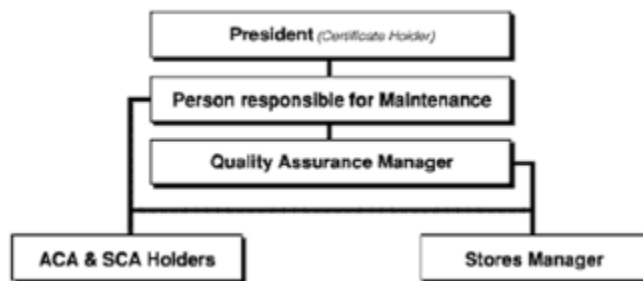 President (Certificate Holder)
Person responsible for Maintenance
Quality Assurance Manager
ACA & SCA Holders
Stores Manager